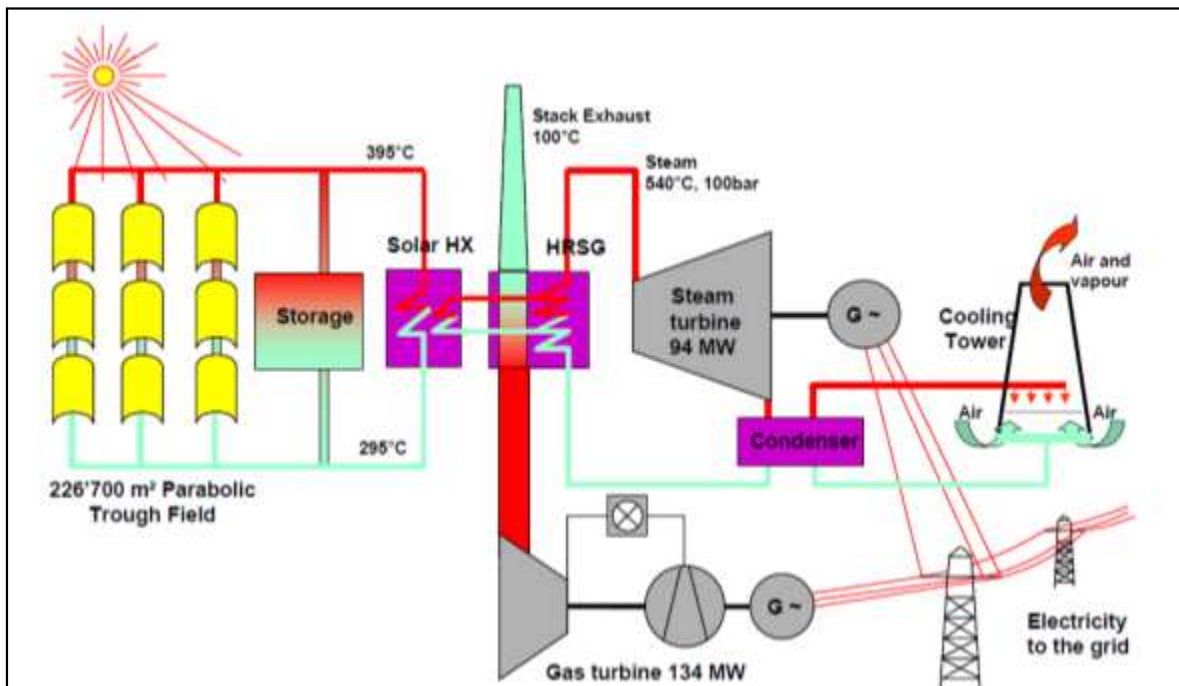 Stack Exhaust
100°C
395°C
Steam
540°C, 100bar
Solar HX
HRSG
Air and
vapour
Storage
Steam
turbine
94 MW
G ~
Cooling
Tower
Air
Air
Condenser
295°C
226'700 m² Parabolic
Trough Field
G ~
Electricity
to the grid
Gas turbine 134 MW